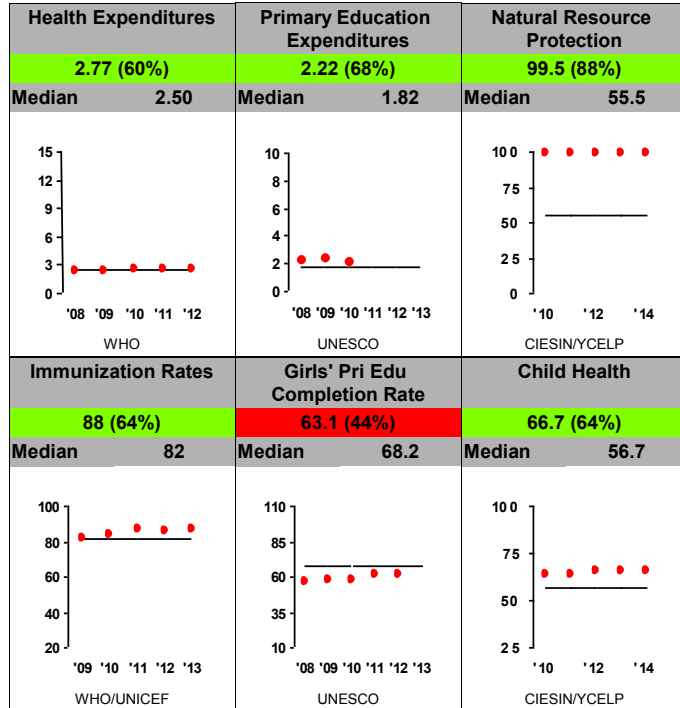 Health Expenditures
2.77 (60%)
Median 2.50
15
12
9
6
3
0
'08 '09 '10 '11 '12
WHO
Primary Education
Expenditures
2.22 (68%)
Median 1.82
10
8
6
4
2
0
'08 '09 '10 '11 '12 '13
UNESCO
Natural Resource
Protection
99.5 (88%)
Median 55.5
100
75
50
25
0
'10 '12 '14
CIESIN/YCELP
Immunization Rates
88 (64%)
Median 82
100
80
60
40
20
'09 '10 '11 '12 '13
WHO/UNICEF
Girls' Pri Edu
Completion Rate
63.1 (44%)
Median 68.2
110
85
60
35
10
'08 '09 '10 '11 '12 '13
UNESCO
Child Health
66.7 (64%)
Median 56.7
100
75
50
25
'10 '12 '14
CIESIN/YCELP